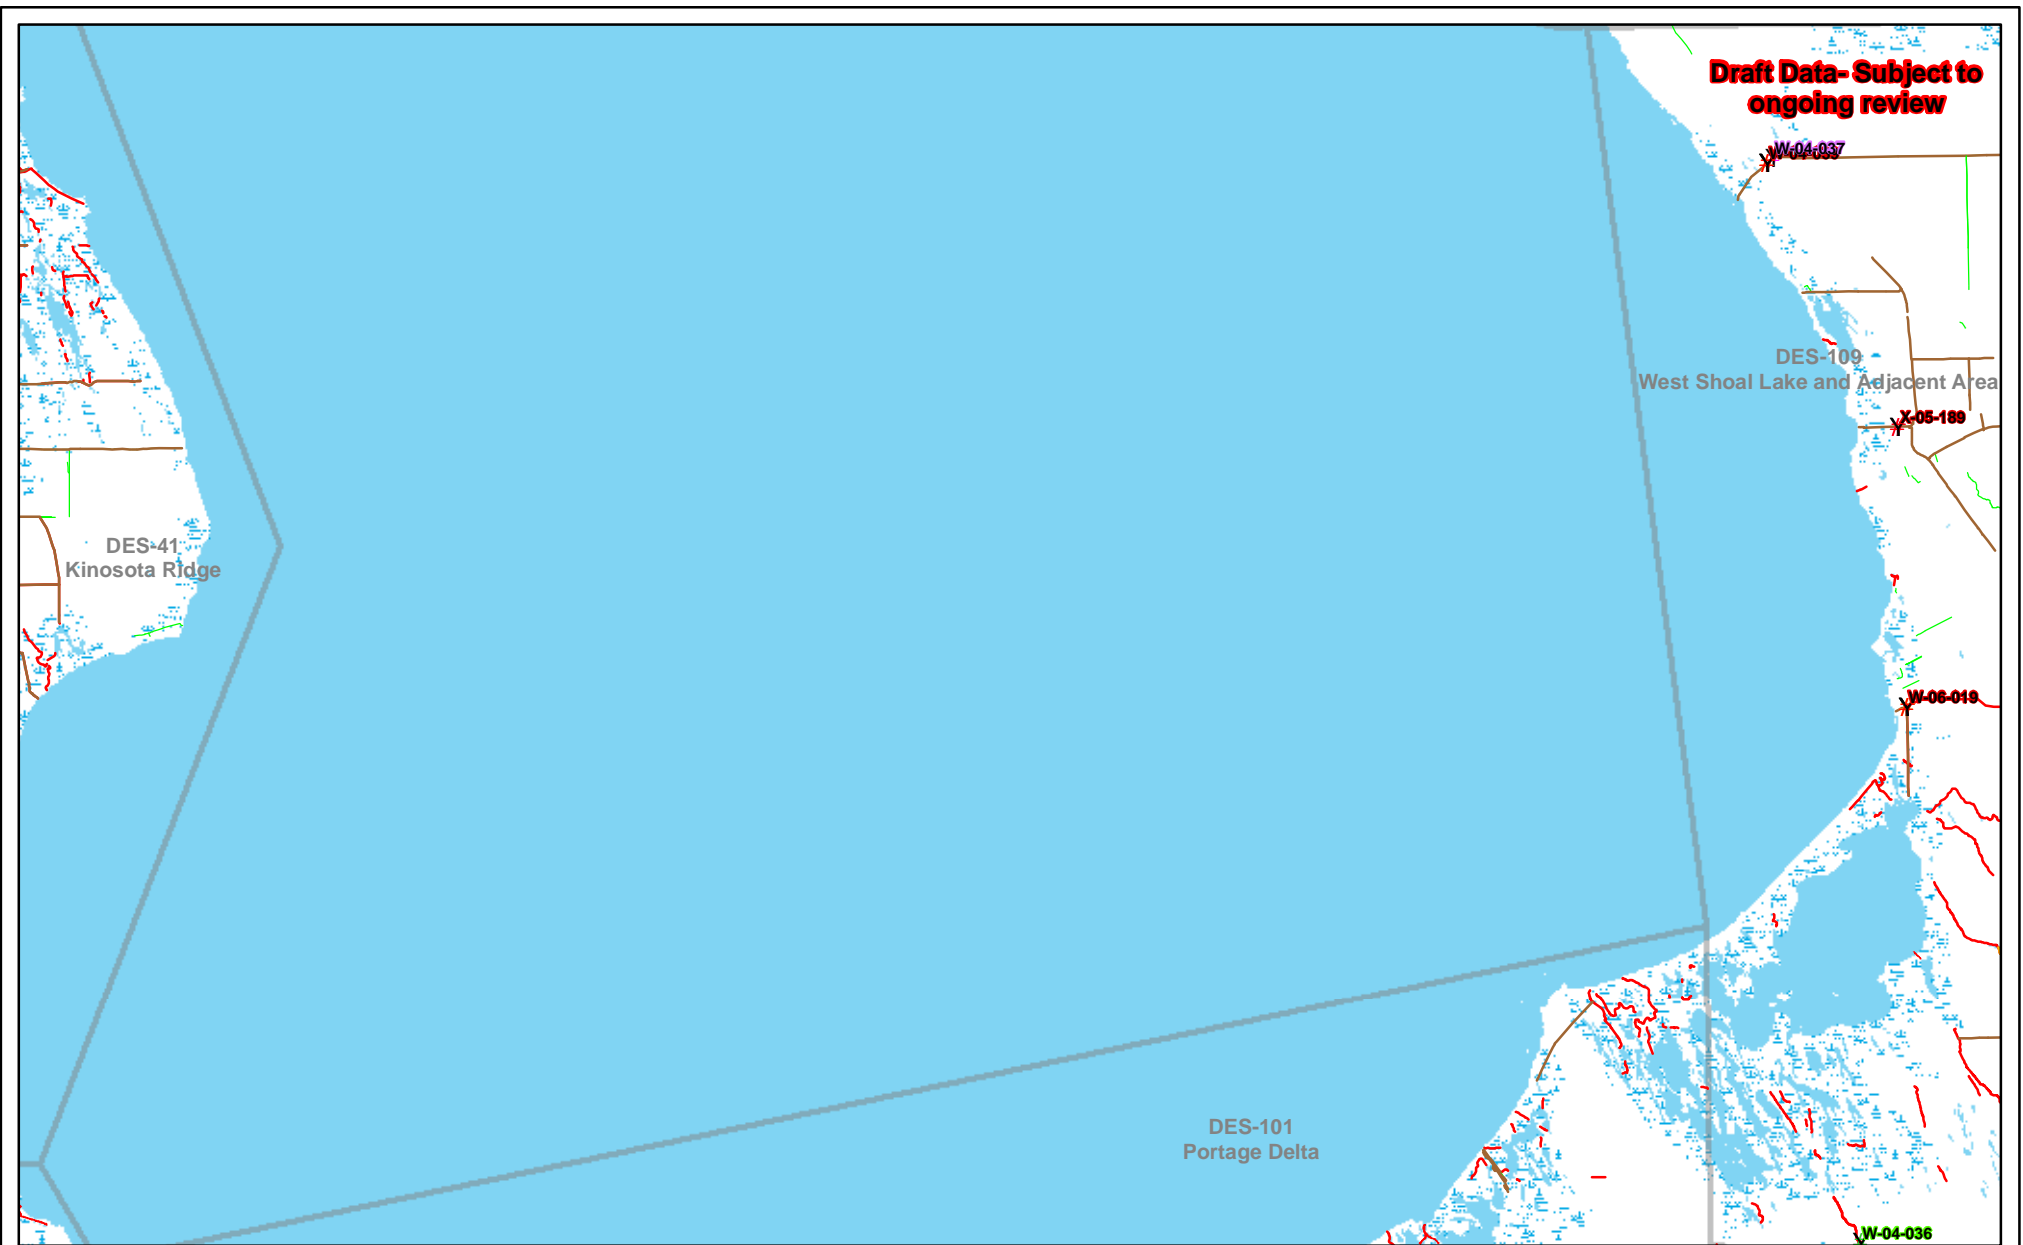 Draft Data- Subject to
ongoing review
W-04-037
DES-109
West Shoal Lake and Adjacent Area
X-05-189
DES-41
Kinosota Ridge
W-06-019
DES-101
Portage Delta
W-04-036